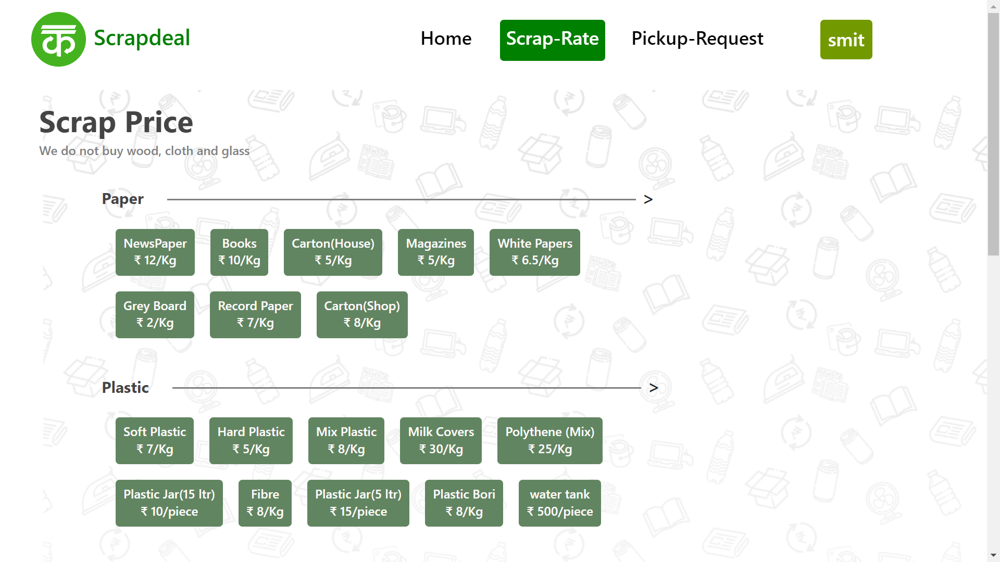 क Scrapdeal
Home Scrap-Rate Pickup-Request smit
Scrap Price
We do not buy wood, cloth and glass
Paper >
NewsPaper Books Carton(House) Magazines White Papers
₹ 12/Kg ₹ 10/Kg ₹ 5/Kg ₹ 5/Kg ₹ 6.5/Kg
Grey Board Record Paper Carton(Shop)
₹ 2/Kg ₹ 7/Kg ₹ 8/Kg
Plastic >
Soft Plastic Hard Plastic Mix Plastic Milk Covers Polythene (Mix)
₹ 7/Kg ₹ 5/Kg ₹ 8/Kg ₹ 30/Kg ₹ 25/Kg
Plastic Jar(15 ltr) Fibre Plastic Jar(5 ltr) Plastic Bori water tank
₹ 10/piece ₹ 8/Kg ₹ 15/piece ₹ 8/Kg ₹ 500/piece